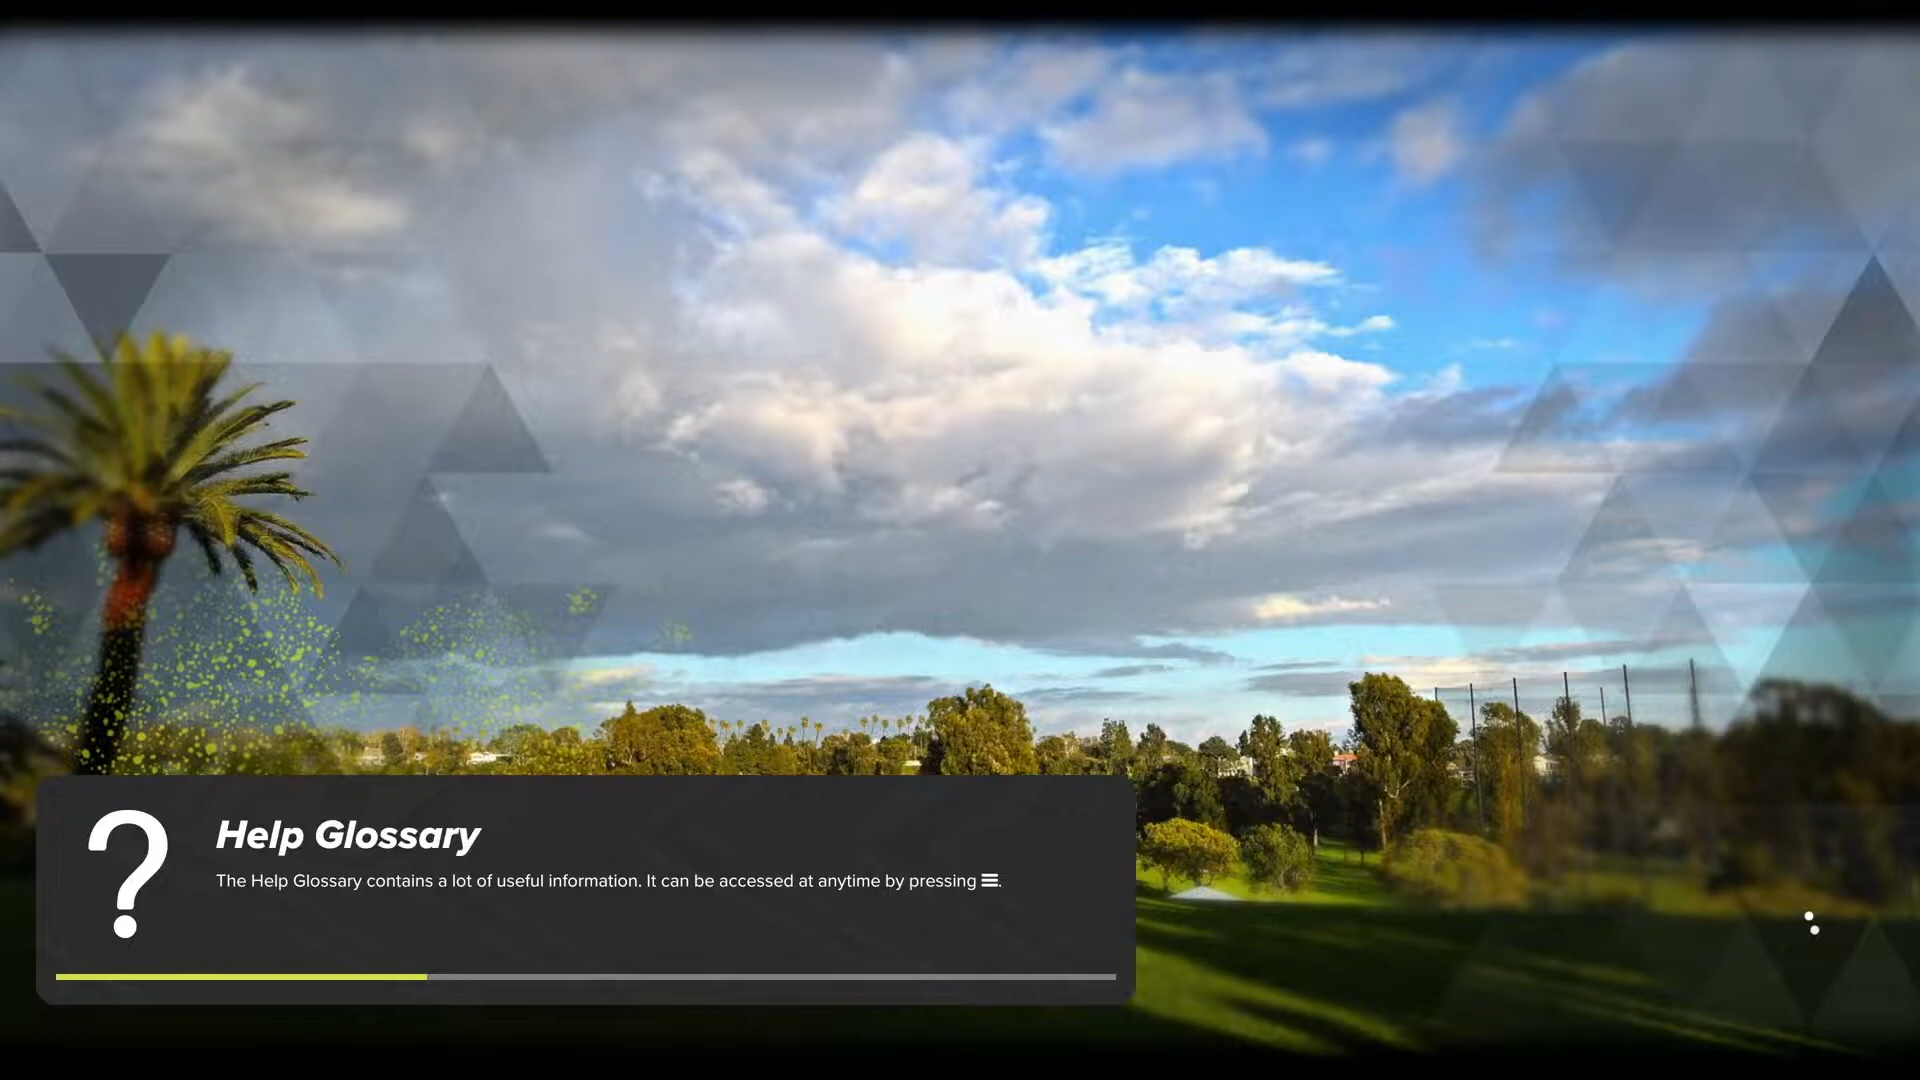 Help Glossary
The Help Glossary contains a lot of useful information. It can be accessed at anytime by pressing ☰.